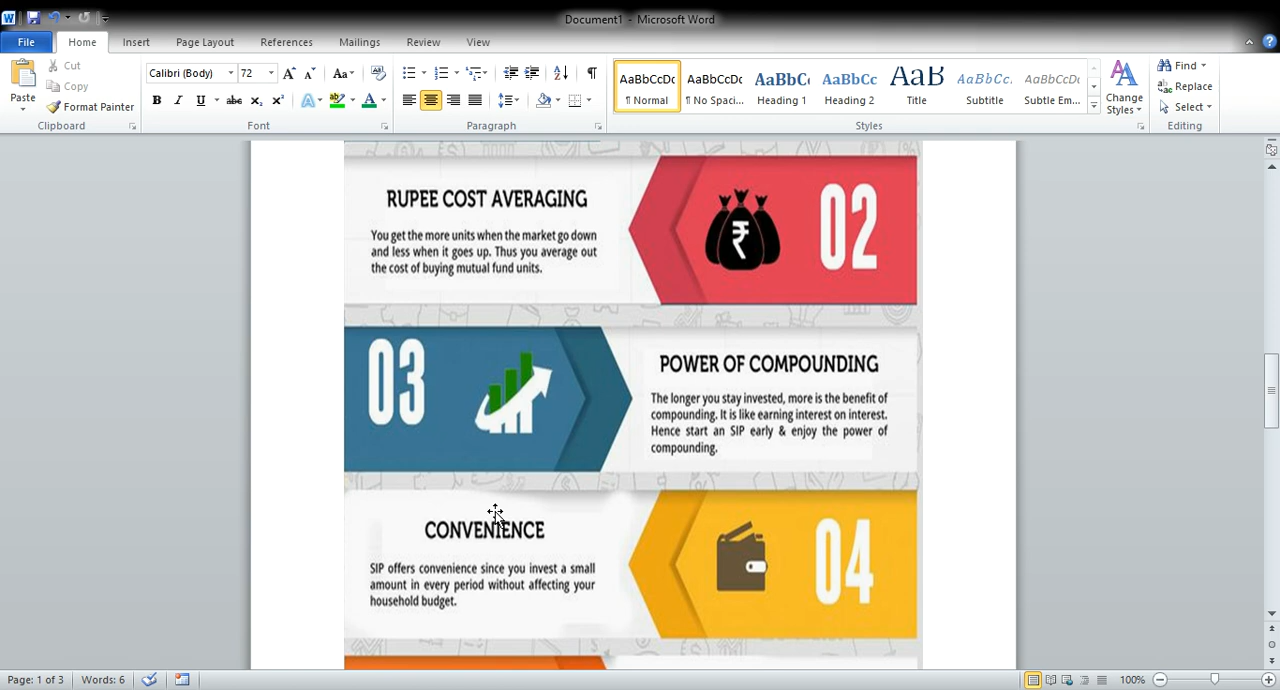 Document1 - Microsoft Word
File Home Insert Page Layout References Mailings Review View
Cut
Calibri (Body) 72
AaBbCcDc AaBbCcDc AaBbC AaBbCc AaB AaBbCc. AaBbCcDc
Find
Copy
Replace
Paste
Format Painter
¶ Normal ¶ No Spaci... Heading 1 Heading 2 Title Subtitle Subtle Em...
Change Styles
Select
Clipboard Font Paragraph Styles Editing
RUPEE COST AVERAGING
You get the more units when the market go down
and less when it goes up. Thus you average out
the cost of buying mutual fund units.
₹
02
03
POWER OF COMPOUNDING
The longer you stay invested, more is the benefit of
compounding. It is like earning interest on interest.
Hence start an SIP early & enjoy the power of
compounding.
CONVENIENCE
SIP offers convenience since you invest a small
amount in every period without affecting your
household budget.
04
Page: 1 of 3 Words: 6 100%